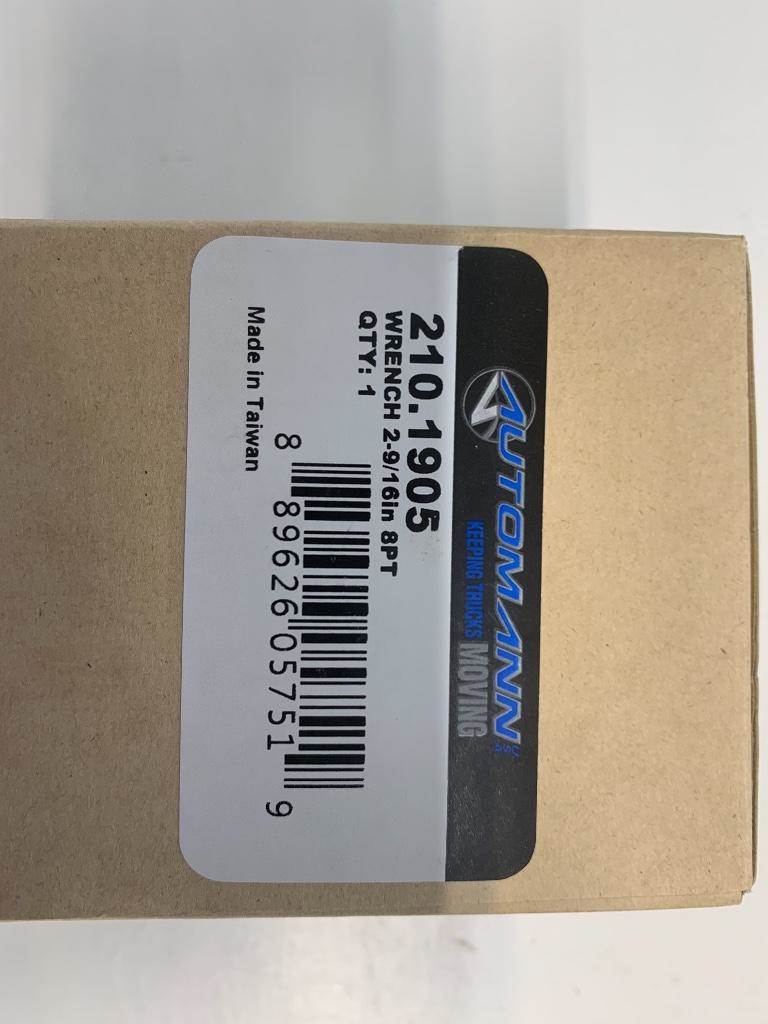 AUTOMANN USA
KEEPING TRUCKS MOVING
210.1905
WRENCH 2-9/16in 8PT
QTY: 1
8 89626 05751 9
Made in Taiwan